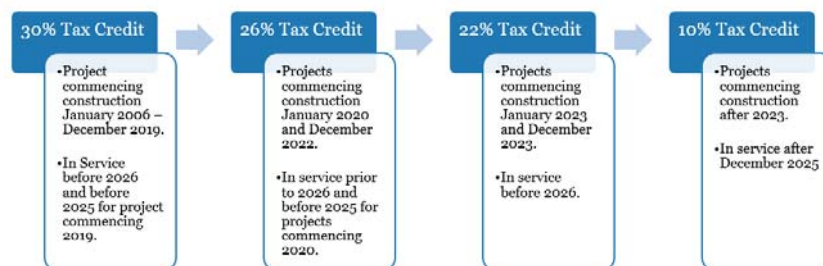 30% Tax Credit
•Project
commencing
construction
January 2006 –
December 2019.
•In Service
before 2026
and before
2025 for project
commencing
2019.
26% Tax Credit
•Projects
commencing
construction
January 2020
and December
2022.
•In service prior
to 2026 and
before 2025 for
projects
commencing
2020.
22% Tax Credit
•Projects
commencing
construction
January 2023
and December
2023.
•In service
before 2026.
10% Tax Credit
•Projects
commencing
construction
after 2023.
•In service after
December 2025